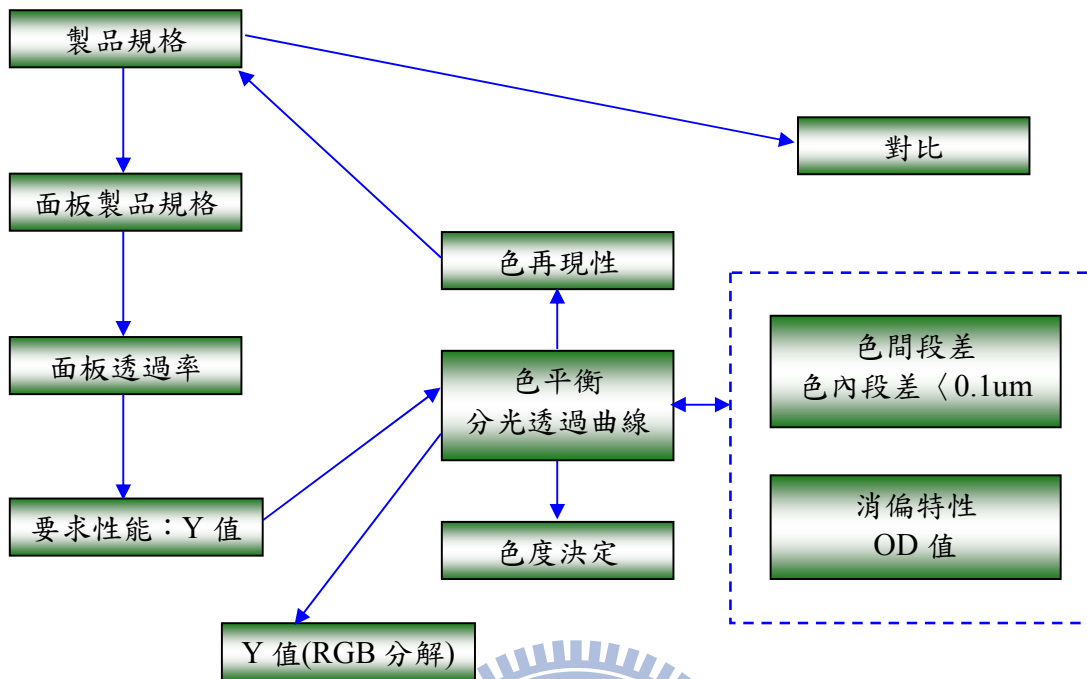 製品規格
對比
面板製品規格
色再現性
面板透過率
色平衡
分光透過曲線
色間段差
色內段差〈 0.1um
要求性能：Y 值
色度決定
消偏特性
OD 值
Y 值(RGB 分解)